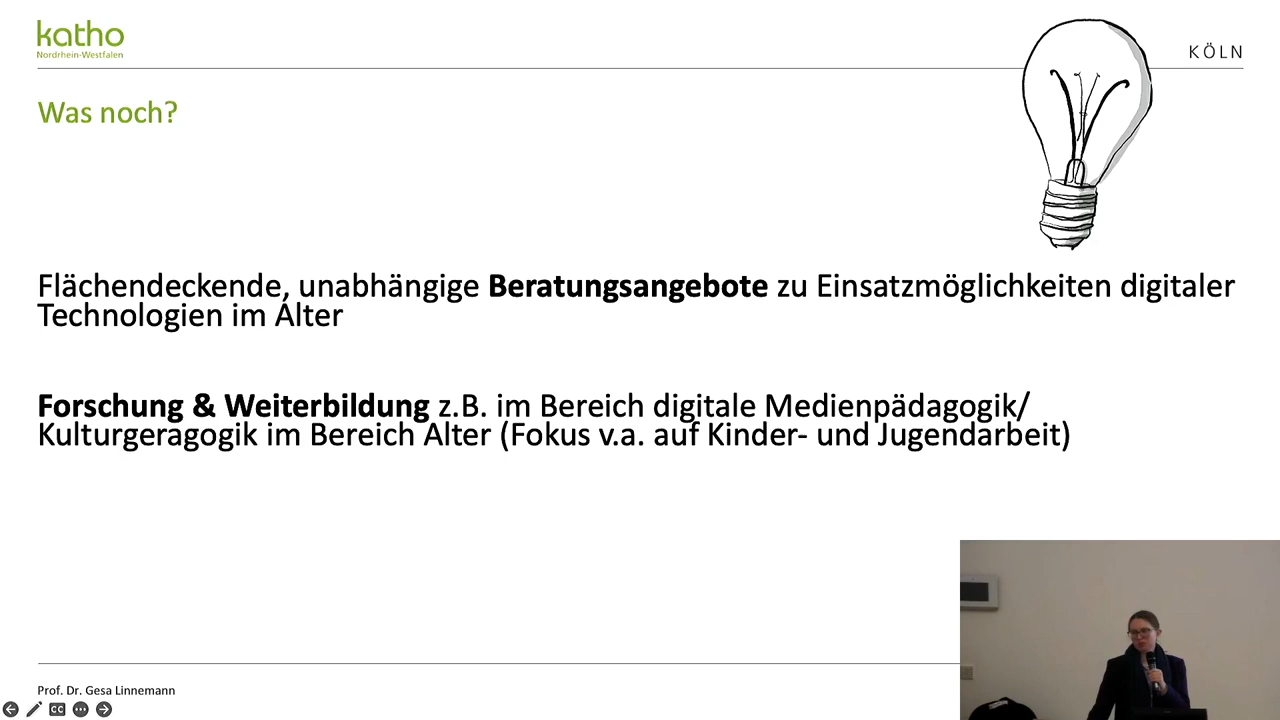 katho
Nordrhein-Westfalen
KÖLN
Was noch?
Flächendeckende, unabhängige Beratungsangebote zu Einsatzmöglichkeiten digitaler
Technologien im Alter
Forschung & Weiterbildung z.B. im Bereich digitale Medienpädagogik/
Kulturgeragogik im Bereich Alter (Fokus v.a. auf Kinder- und Jugendarbeit)
Prof. Dr. Gesa Linnemann
CC